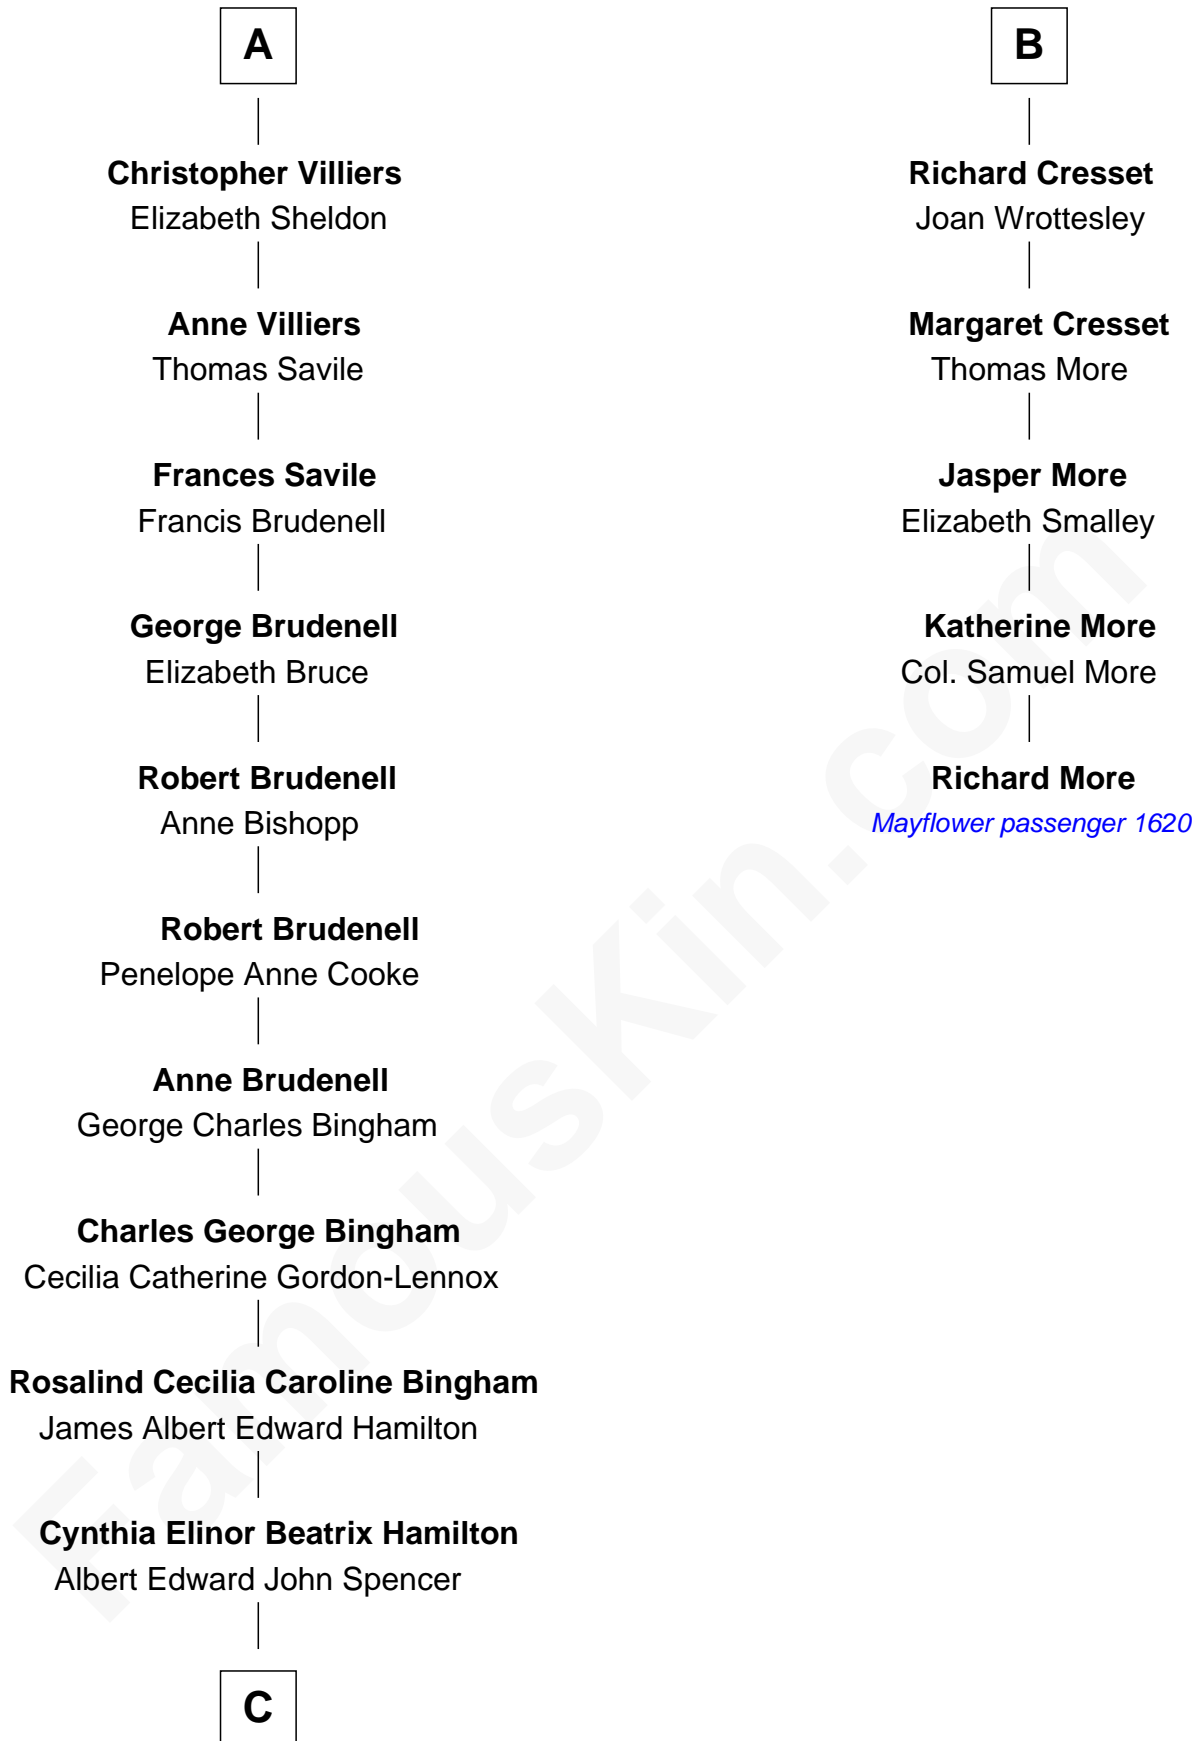 A
Christopher Villiers
Elizabeth Sheldon
Anne Villiers
Thomas Savile
Frances Savile
Francis Brudenell
George Brudenell
Elizabeth Bruce
Robert Brudenell
Anne Bishopp
Robert Brudenell
Penelope Anne Cooke
Anne Brudenell
George Charles Bingham
Charles George Bingham
Cecilia Catherine Gordon-Lennox
Rosalind Cecilia Caroline Bingham
James Albert Edward Hamilton
Cynthia Elinor Beatrix Hamilton
Albert Edward John Spencer
C
B
Richard Cresset
Joan Wrottesley
Margaret Cresset
Thomas More
Jasper More
Elizabeth Smalley
Katherine More
Col. Samuel More
Richard More
Mayflower passenger 1620
FamousKin.com